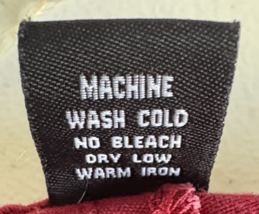 MACHINE
WASH COLD
NO BLEACH
DRY LOW
WARM IRON